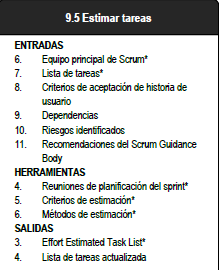 9.5 Estimar tareas
ENTRADAS
6. Equipo principal de Scrum*
7. Lista de tareas*
8. Criterios de aceptación de historia de
usuario
9. Dependencias
10. Riesgos identificados
11. Recomendaciones del Scrum Guidance
Body
HERRAMIENTAS
4. Reuniones de planificación del sprint*
5. Criterios de estimación*
6. Métodos de estimación*
SALIDAS
3. Effort Estimated Task List*
4. Lista de tareas actualizada